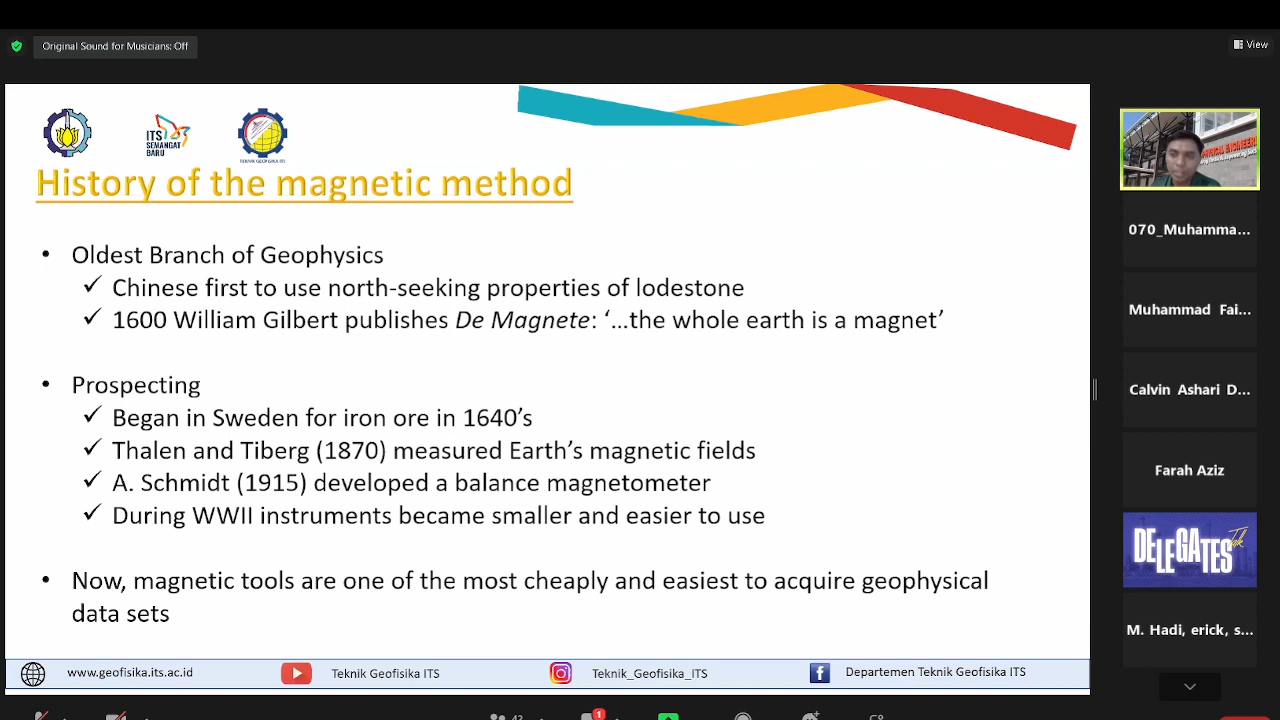 Original Sound for Musicians: Off
View
ITS
SEMANGAT
BARU
TEKNIK GEOFISIKA ITS
History of the magnetic method
• Oldest Branch of Geophysics
✓ Chinese first to use north-seeking properties of lodestone
✓ 1600 William Gilbert publishes De Magnete: ‘...the whole earth is a magnet’
• Prospecting
✓ Began in Sweden for iron ore in 1640’s
✓ Thalen and Tiberg (1870) measured Earth’s magnetic fields
✓ A. Schmidt (1915) developed a balance magnetometer
✓ During WWII instruments became smaller and easier to use
• Now, magnetic tools are one of the most cheaply and easiest to acquire geophysical
data sets
www.geofisika.its.ac.id
Teknik Geofisika ITS
Teknik_Geofisika_ITS
Departemen Teknik Geofisika ITS
070_Muhamma...
Muhammad Fai...
Calvin Ashari D...
Farah Aziz
DELEGATES
Talk
M. Hadi, erick, s...
1